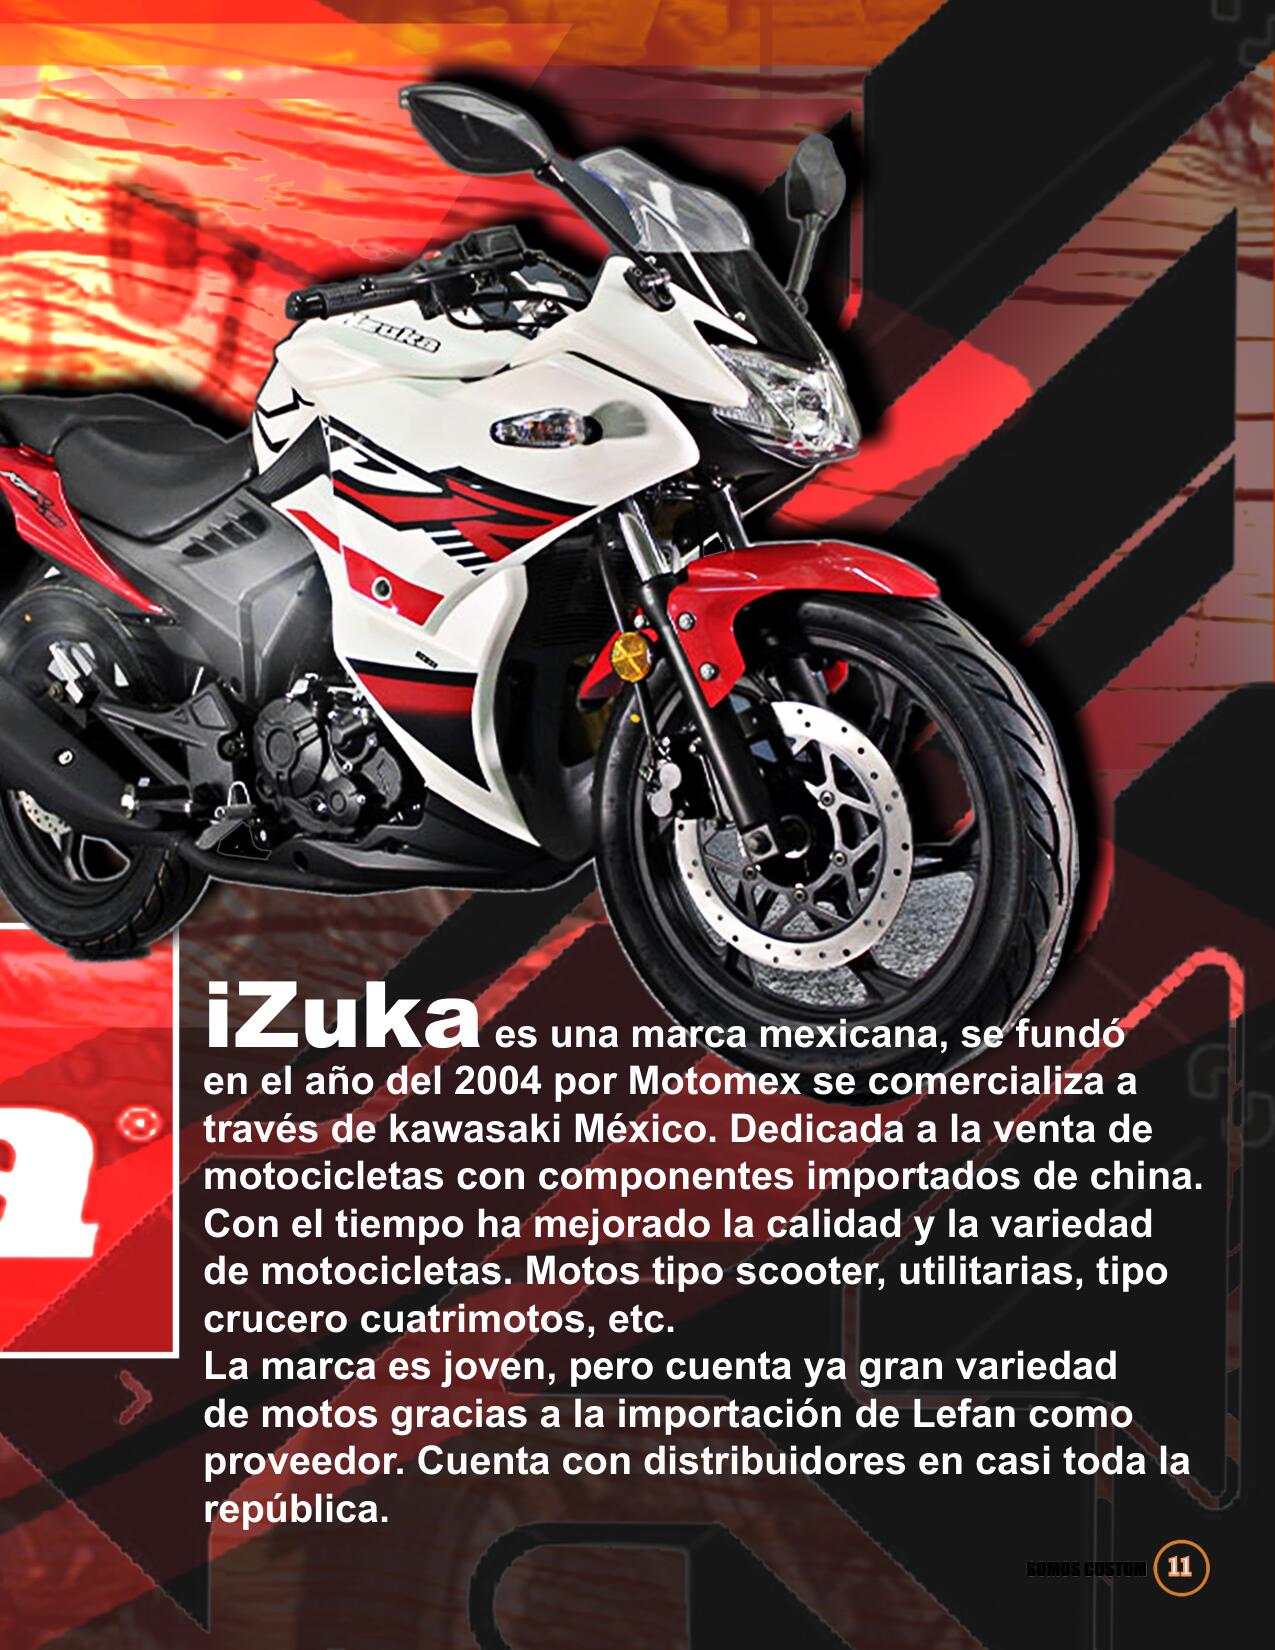 izuka
a®
iZuka es una marca mexicana, se fundó
en el año del 2004 por Motomex se comercializa a
través de kawasaki México. Dedicada a la venta de
motocicletas con componentes importados de china.
Con el tiempo ha mejorado la calidad y la variedad
de motocicletas. Motos tipo scooter, utilitarias, tipo
crucero cuatrimotos, etc.
La marca es joven, pero cuenta ya gran variedad
de motos gracias a la importación de Lefan como
proveedor. Cuenta con distribuidores en casi toda la
república.
SOMOS CUSTOM 11